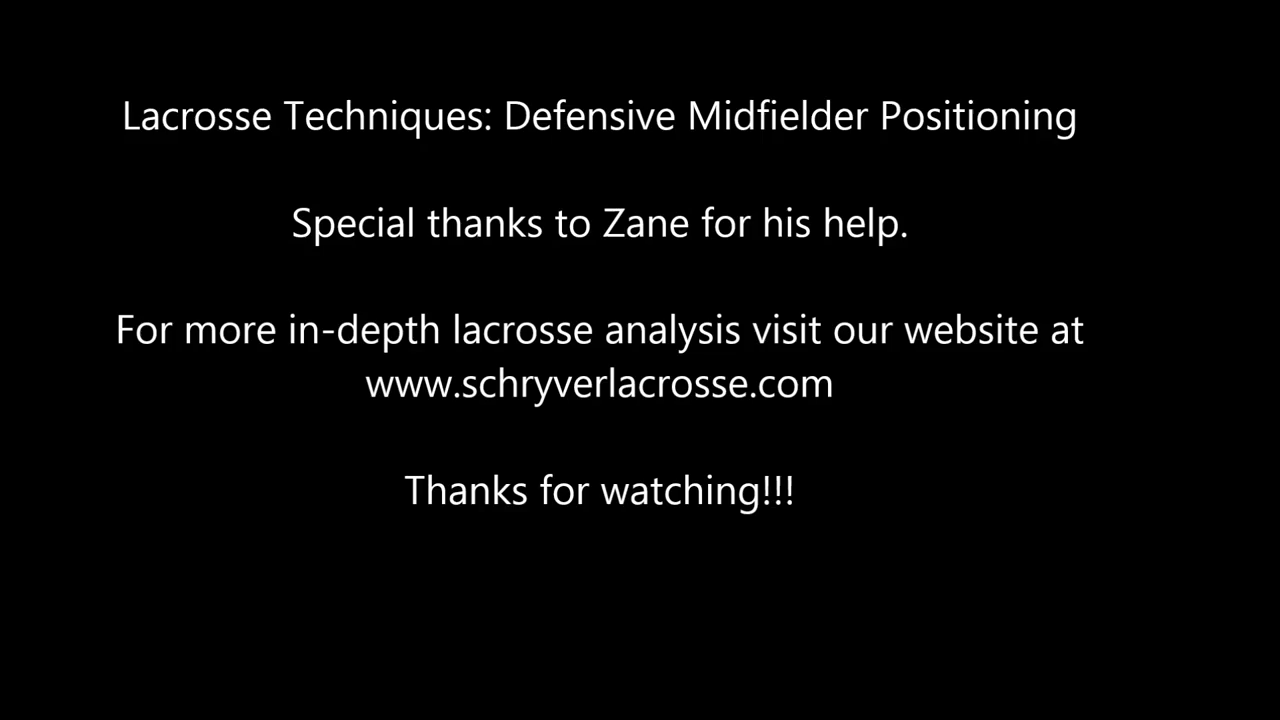 Lacrosse Techniques: Defensive Midfielder Positioning
Special thanks to Zane for his help.
For more in-depth lacrosse analysis visit our website at
www.schryverlacrosse.com
Thanks for watching!!!